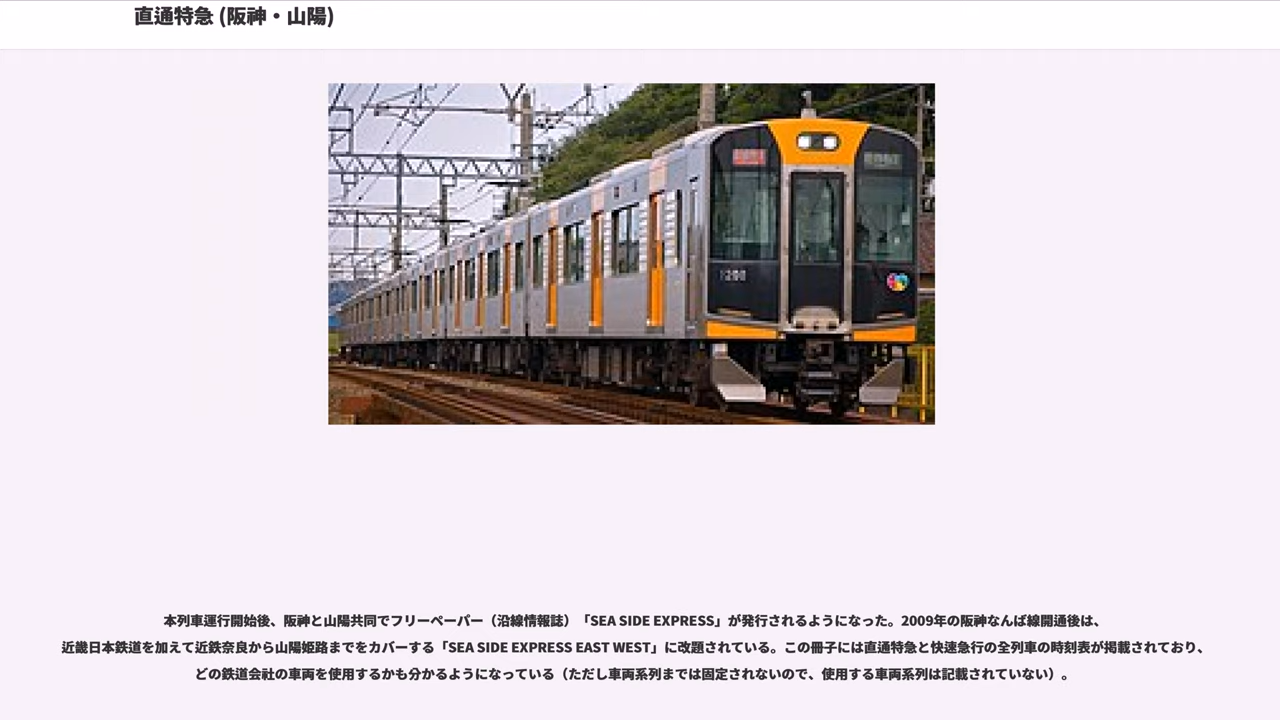 直通特急 (阪神・山陽)
本列車運行開始後、阪神と山陽共同でフリーペーパー（沿線情報誌）「SEA SIDE EXPRESS」が発行されるようになった。2009年の阪神なんば線開通後は、
近畿日本鉄道を加えて近鉄奈良から山陽姫路までをカバーする「SEA SIDE EXPRESS EAST WEST」に改題されている。この冊子には直通特急と快速急行の全列車の時刻表が掲載されており、
どの鉄道会社の車両を使用するかも分かるようになっている（ただし車両系列までは固定されないので、使用する車両系列は記載されていない）。